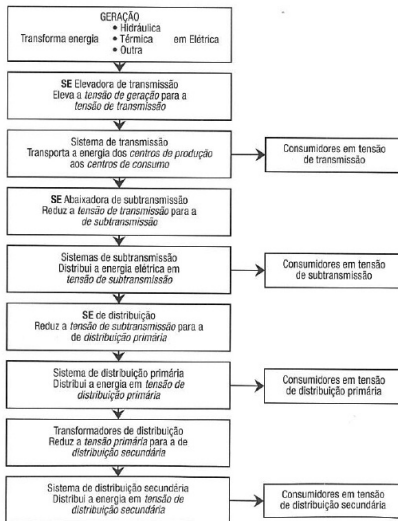 GERAÇÃO
• Hidráulica
Transforma energia • Térmica em Elétrica
• Outra
SE Elevadora de transmissão
Eleva a tensão de geração para a
tensão de transmissão
Sistema de transmissão
Transporta a energia dos centros de produção
aos centros de consumo
Consumidores em tensão
de transmissão
SE Abaixadora de subtransmissão
Reduz a tensão de transmissão para a
de subtransmissão
Sistemas de subtransmissão
Distribui a energia elétrica em
tensão de subtransmissão
Consumidores em tensão
de subtransmissão
SE de distribuição
Reduz a tensão de subtransmissão para a
de distribuição primária
Sistema de distribuição primária
Distribui a energia em tensão de
distribuição primária
Consumidores em tensão
de distribuição primária
Transformadores de distribuição
Reduz a tensão primária para a de
distribuição secundária
Sistema de distribuição secundária
Distribui a energia em tensão de
distribuição secundária
Consumidores em tensão
de distribuição secundária